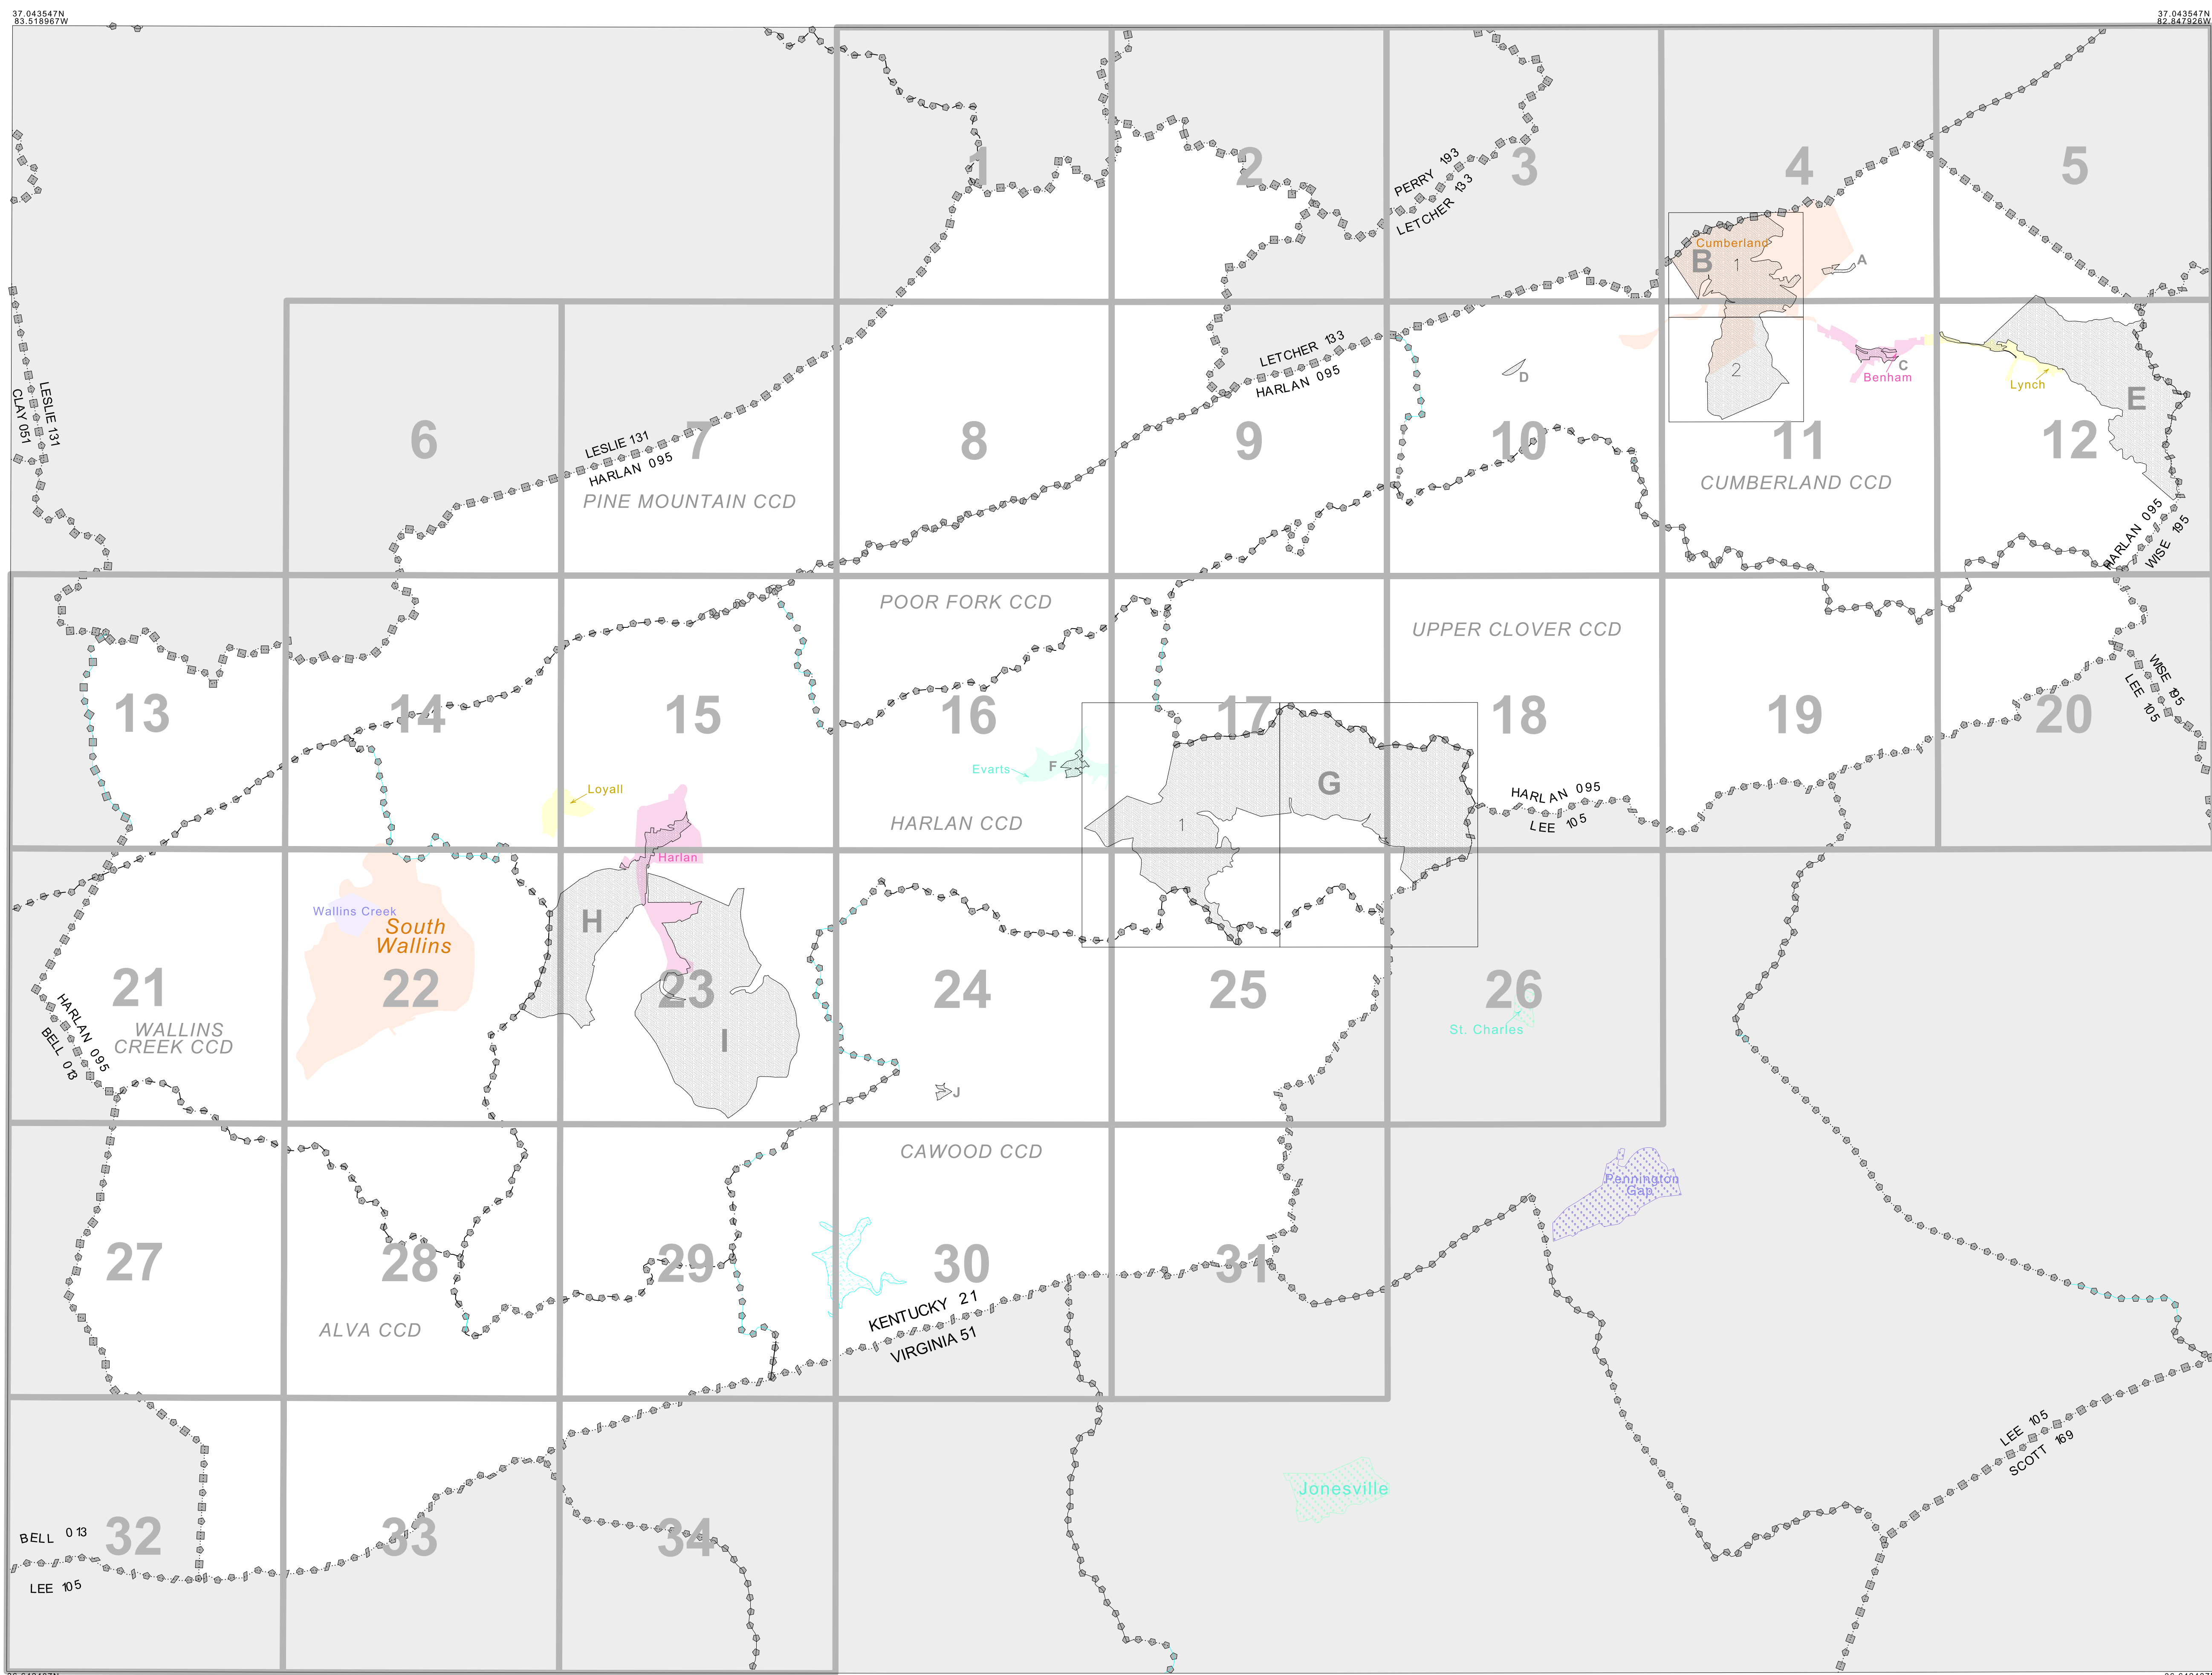 37.043547N
83.518967W
37.043547N
82.847926W
1
2
3
4
5
PERRY 193
LETCHER 133
Cumberland
B
1
A
LESLIE 131
CLAY 051
LETCHER 133
HARLAN 095
D
2
C
Benham
Lynch
E
6
7
8
9
10
11
12
LESLIE 131
HARLAN 095
PINE MOUNTAIN CCD
CUMBERLAND CCD
HARLAN 095
WISE 195
POOR FORK CCD
UPPER CLOVER CCD
WISE 195
LEE 105
13
14
15
16
17
18
19
20
Evarts
F
G
Loyall
HARLAN 095
LEE 105
HARLAN CCD
1
Harlan
Wallins Creek
South
Wallins
H
21
22
23
24
25
26
HARLAN 095
BELL 013
WALLINS
CREEK CCD
I
St. Charles
J
CAWOOD CCD
Pennington
Gap
27
28
29
30
31
KENTUCKY 21
VIRGINIA 51
ALVA CCD
LEE 105
SCOTT 169
Jonesville
32
33
34
BELL 013
LEE 105